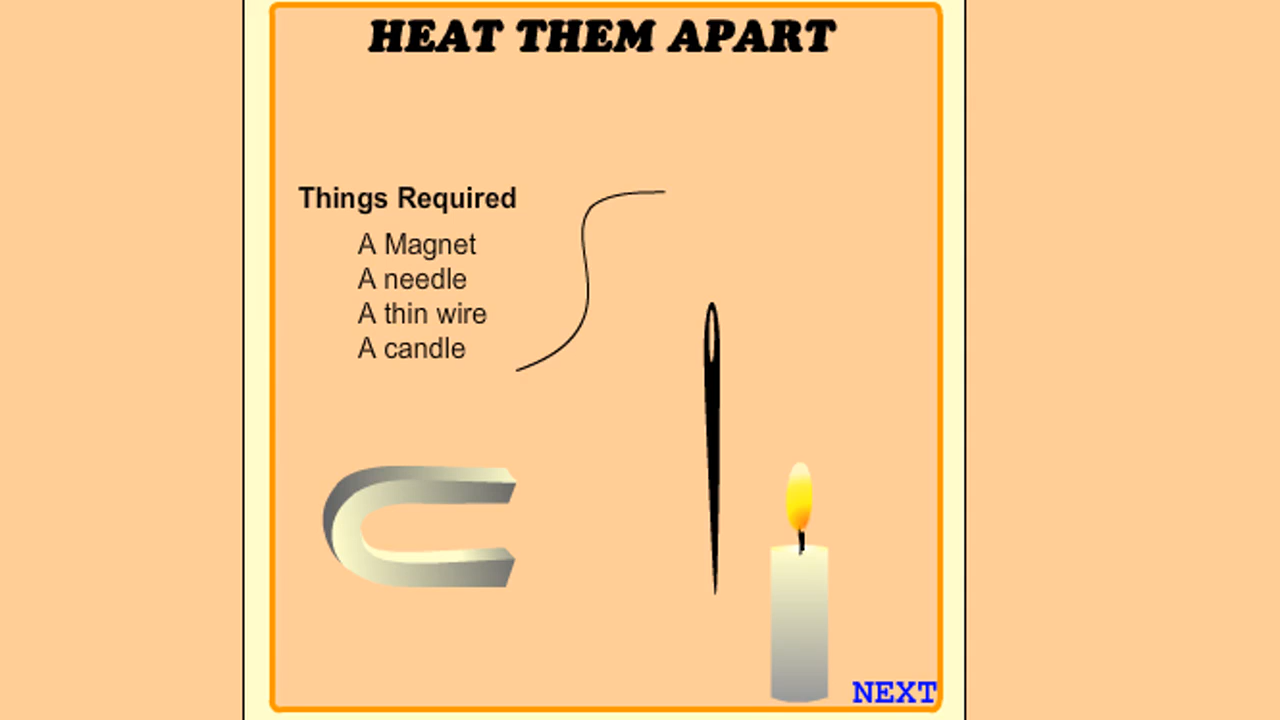 HEAT THEM APART
Things Required
A Magnet
A needle
A thin wire
A candle
NEXT